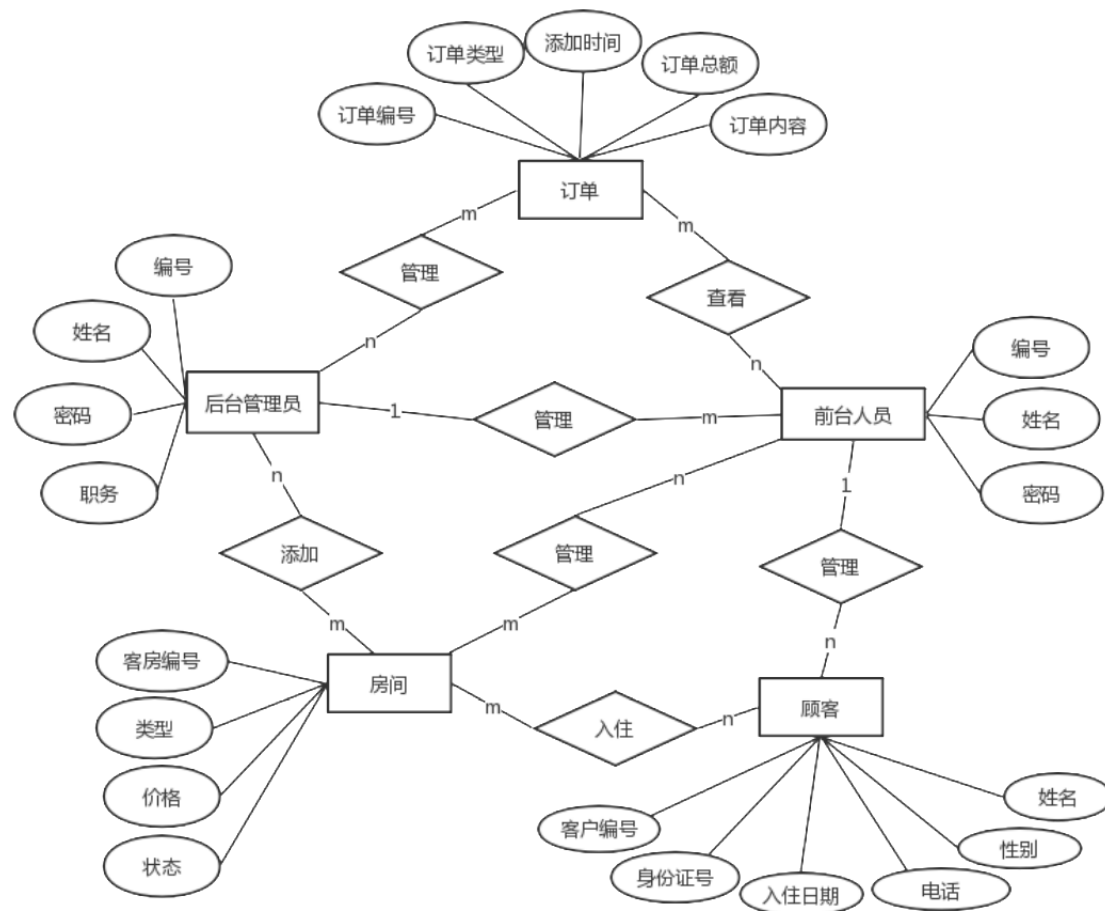 添加时间
订单类型
订单总额
订单编号
订单内容
订单
m
m
管理
编号
查看
姓名
n
n
编号
后台管理员
1
管理
m
前台人员
密码
姓名
n
n
1
职务
密码
添加
管理
管理
m
m
n
客房编号
房间
m
入住
n
顾客
类型
价格
姓名
客户编号
性别
状态
身份证号
入住日期
电话